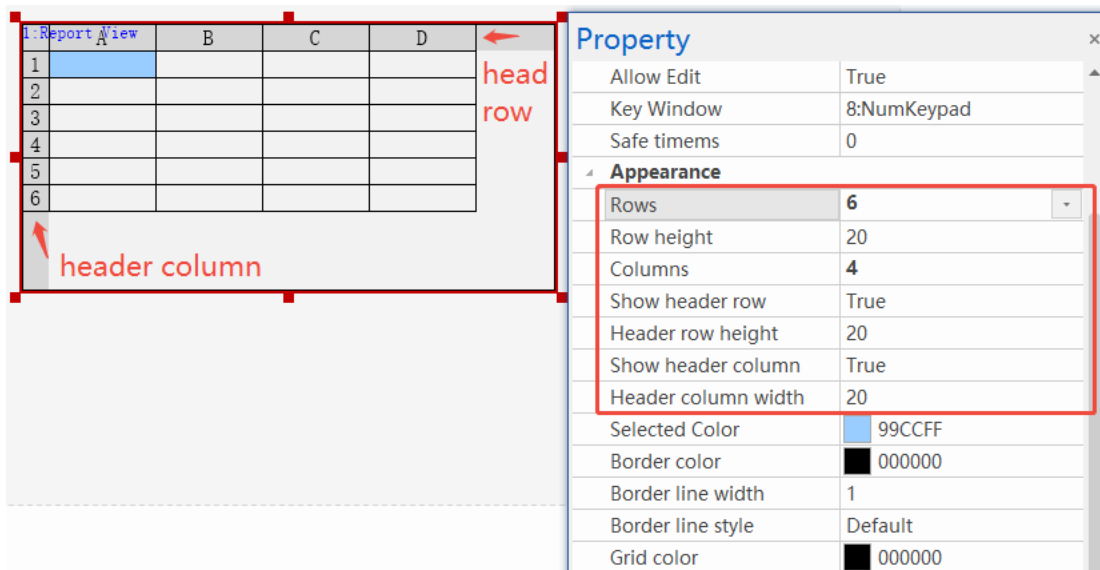 1:Report View
A B C D
1
2
3
4
5
6
head
row
header column
Property
Allow Edit True
Key Window 8:NumKeypad
Safe timems 0
Appearance
Rows 6
Row height 20
Columns 4
Show header row True
Header row height 20
Show header column True
Header column width 20
Selected Color 99CCFF
Border color 000000
Border line width 1
Border line style Default
Grid color 000000